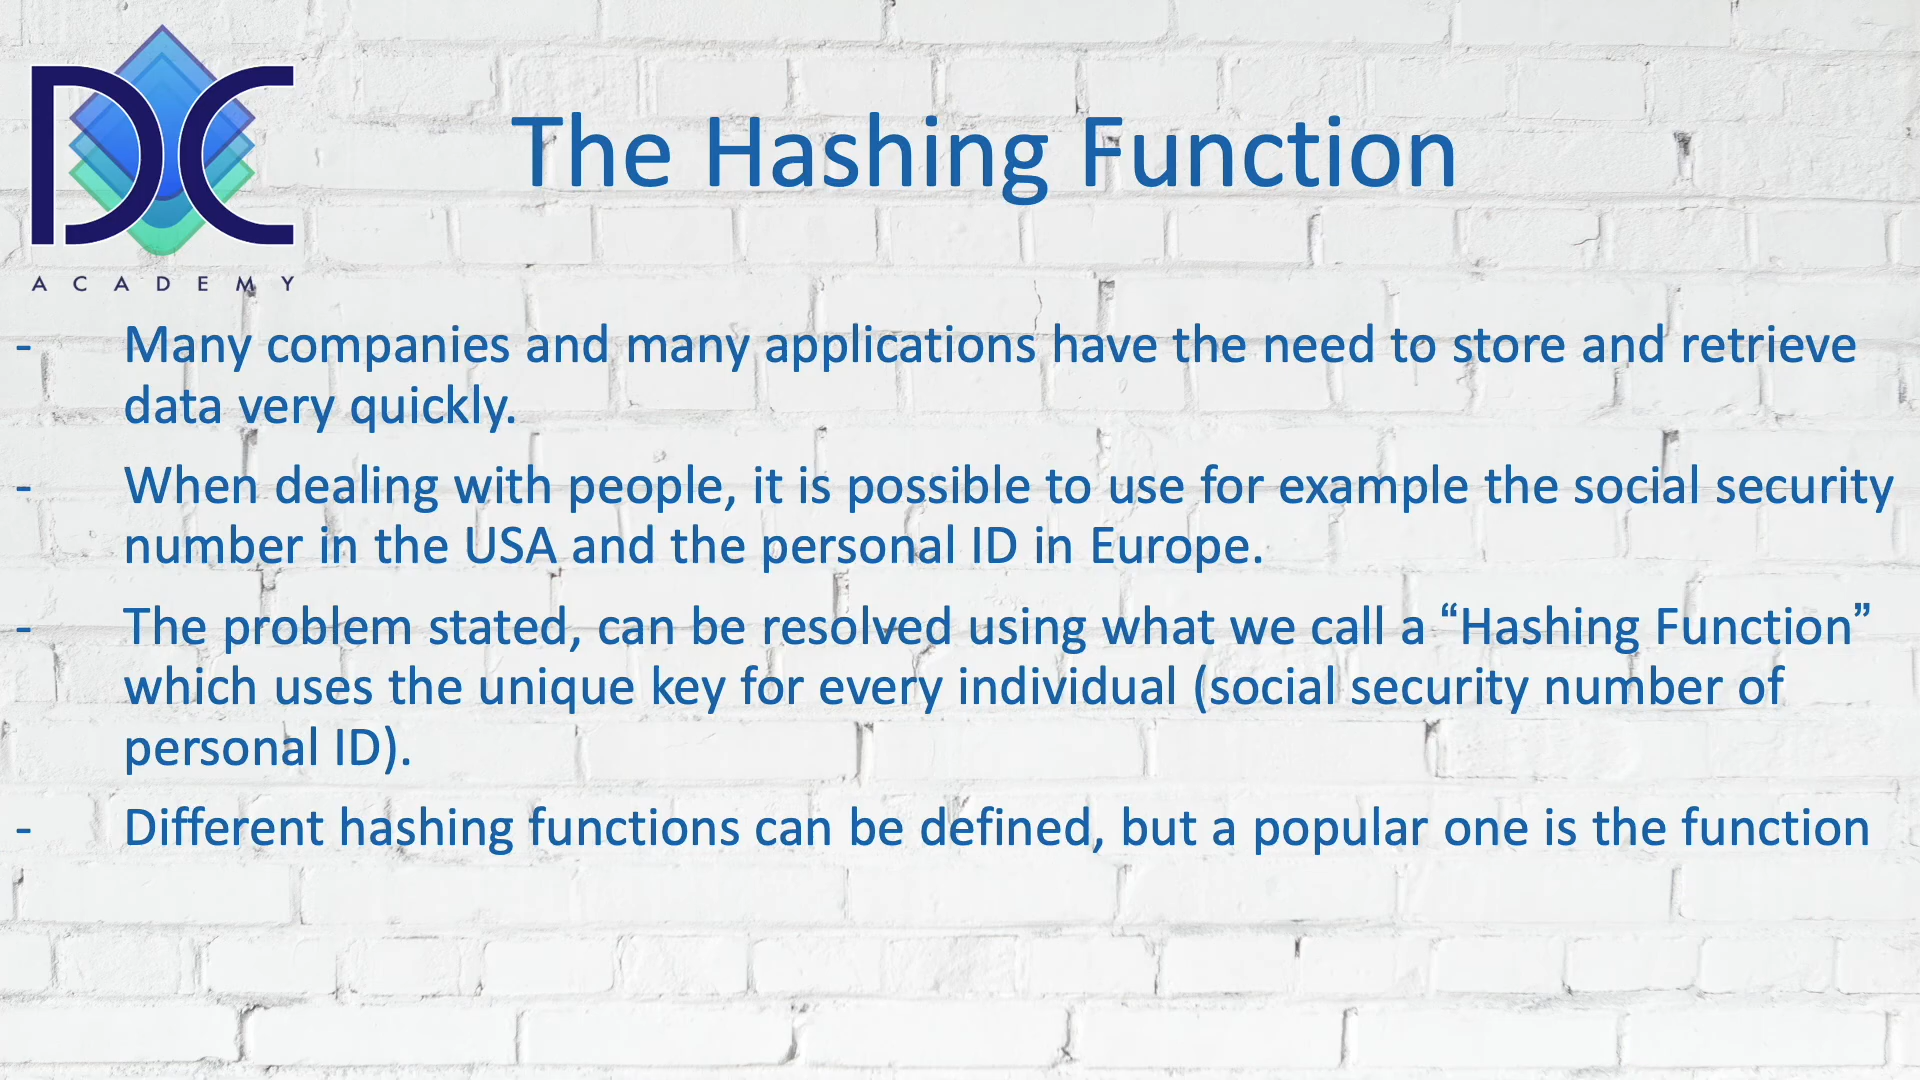 DC
ACADEMY
The Hashing Function
- Many companies and many applications have the need to store and retrieve
data very quickly.
- When dealing with people, it is possible to use for example the social security
number in the USA and the personal ID in Europe.
- The problem stated, can be resolved using what we call a “Hashing Function”
which uses the unique key for every individual (social security number of
personal ID).
- Different hashing functions can be defined, but a popular one is the function